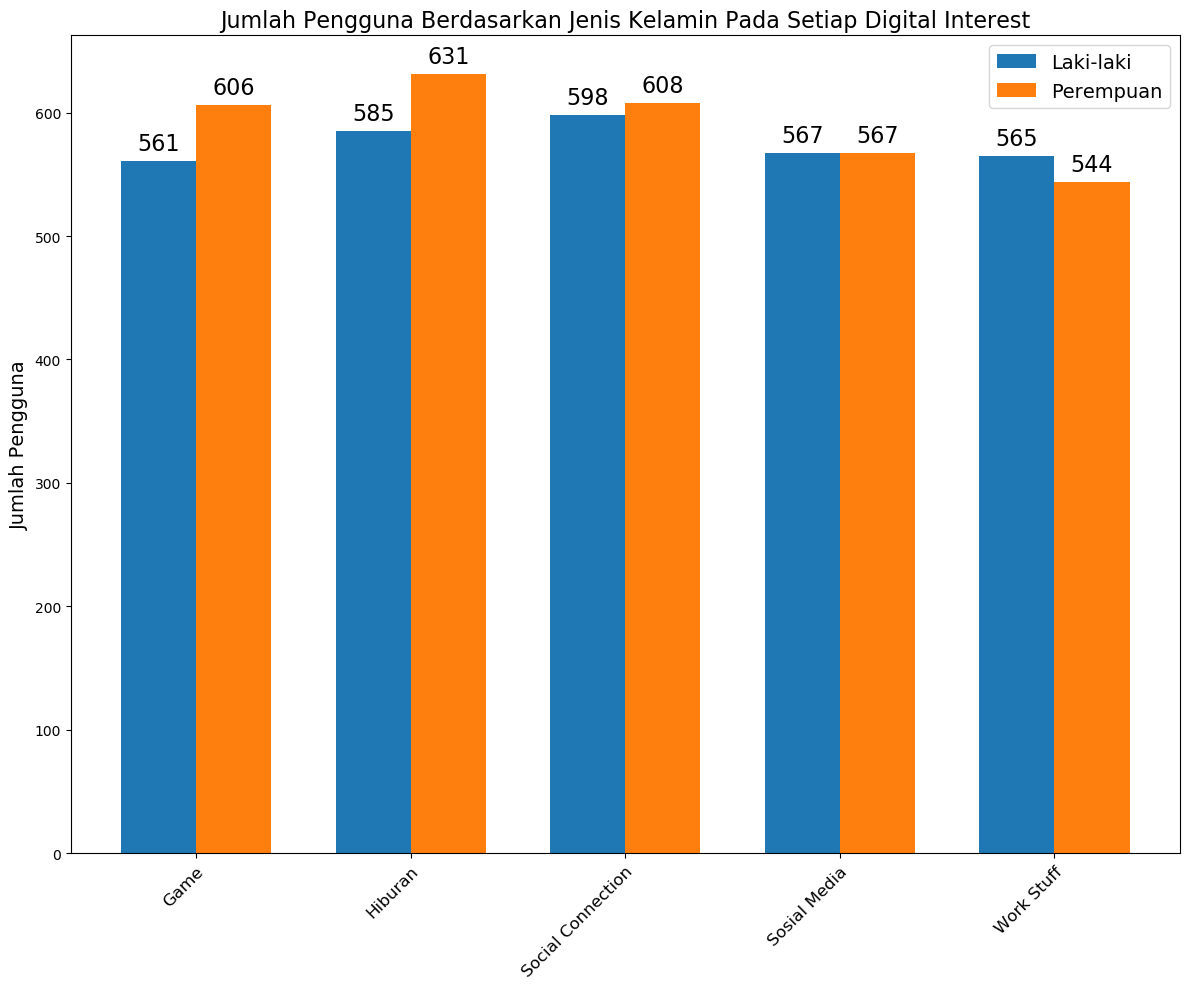 Jumlah Pengguna Berdasarkan Jenis Kelamin Pada Setiap Digital Interest
Laki-laki
Perempuan
561
606
585
631
598
608
567
567
565
544
Jumlah Pengguna
600
500
400
300
200
100
0
Game
Hiburan
Social Connection
Sosial Media
Work Stuff